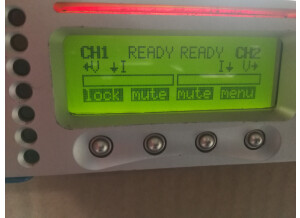 CH1 READY READY CH2
↵V ↓I I↓ V↵
lock mute mute menu